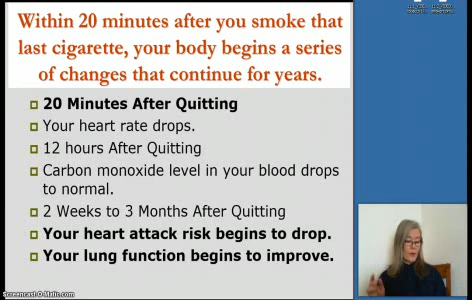 Within 20 minutes after you smoke that
last cigarette, your body begins a series
of changes that continue for years.
20 Minutes After Quitting
Your heart rate drops.
12 hours After Quitting
Carbon monoxide level in your blood drops
to normal.
2 Weeks to 3 Months After Quitting
Your heart attack risk begins to drop.
Your lung function begins to improve.
Screencast-O-Matic.com